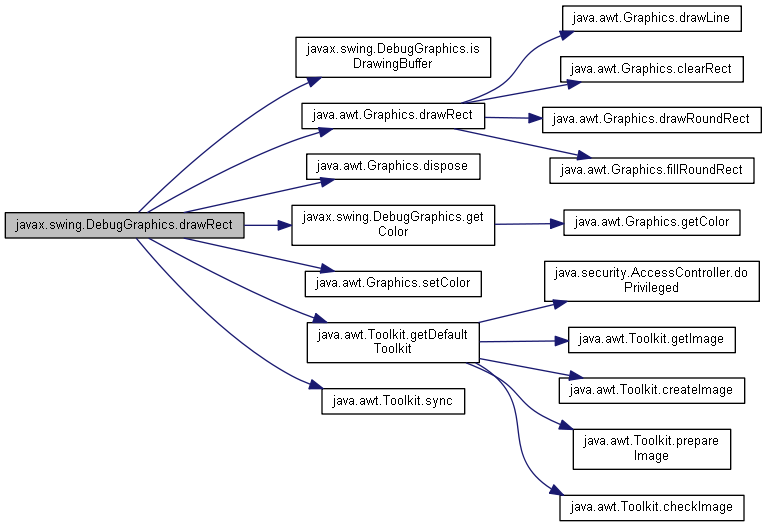 javax.swing.DebugGraphics.drawRect
javax.swing.DebugGraphics.is
DrawingBuffer
java.awt.Graphics.drawRect
java.awt.Graphics.dispose
javax.swing.DebugGraphics.get
Color
java.awt.Graphics.setColor
java.awt.Toolkit.getDefault
Toolkit
java.awt.Toolkit.sync
java.awt.Graphics.drawLine
java.awt.Graphics.clearRect
java.awt.Graphics.drawRoundRect
java.awt.Graphics.fillRoundRect
java.awt.Graphics.getColor
java.security.AccessController.do
Privileged
java.awt.Toolkit.getImage
java.awt.Toolkit.createImage
java.awt.Toolkit.prepare
Image
java.awt.Toolkit.checkImage